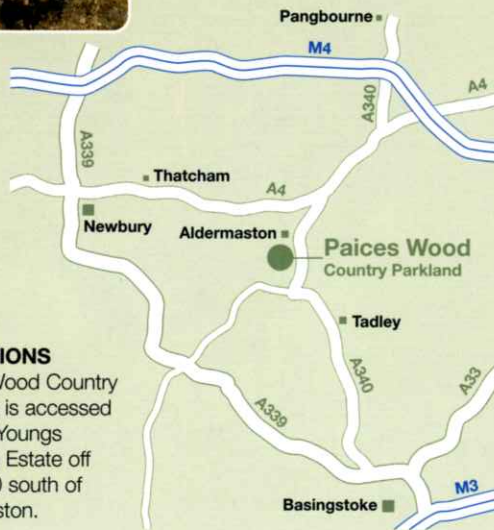 Pangbourne
M4
A340
A4
A339
Thatcham
A4
Newbury
Aldermaston
Paices Wood
Country Parkland
Tadley
IONS
Wood Country
is accessed
Youngs
Estate off
south of
ston.
A339
A340
A33
Basingstoke
M3